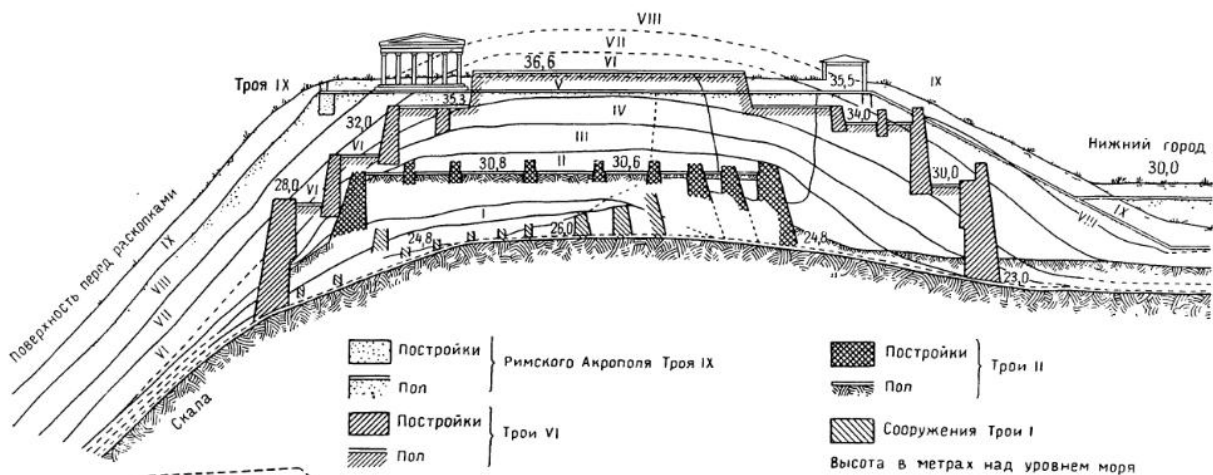 VIII
VII
VI
36,6
V
Троя IX
35,3
35,5
IX
IV
32,0
34,0
III
VI
Нижний город
30,0
30,8
II
30,6
28,0
VI
30,0
I
IX
VIII
26,0
24,8
24,8
23,0
Поверхность перед раскопками
IX
VIII
VII
VI
Скала
Постройки
Пол
Римского Акрополя Троя IX
Постройки
Пол
Трои VI
Постройки
Пол
Трои II
Сооружения Трои I
Высота в метрах над уровнем моря